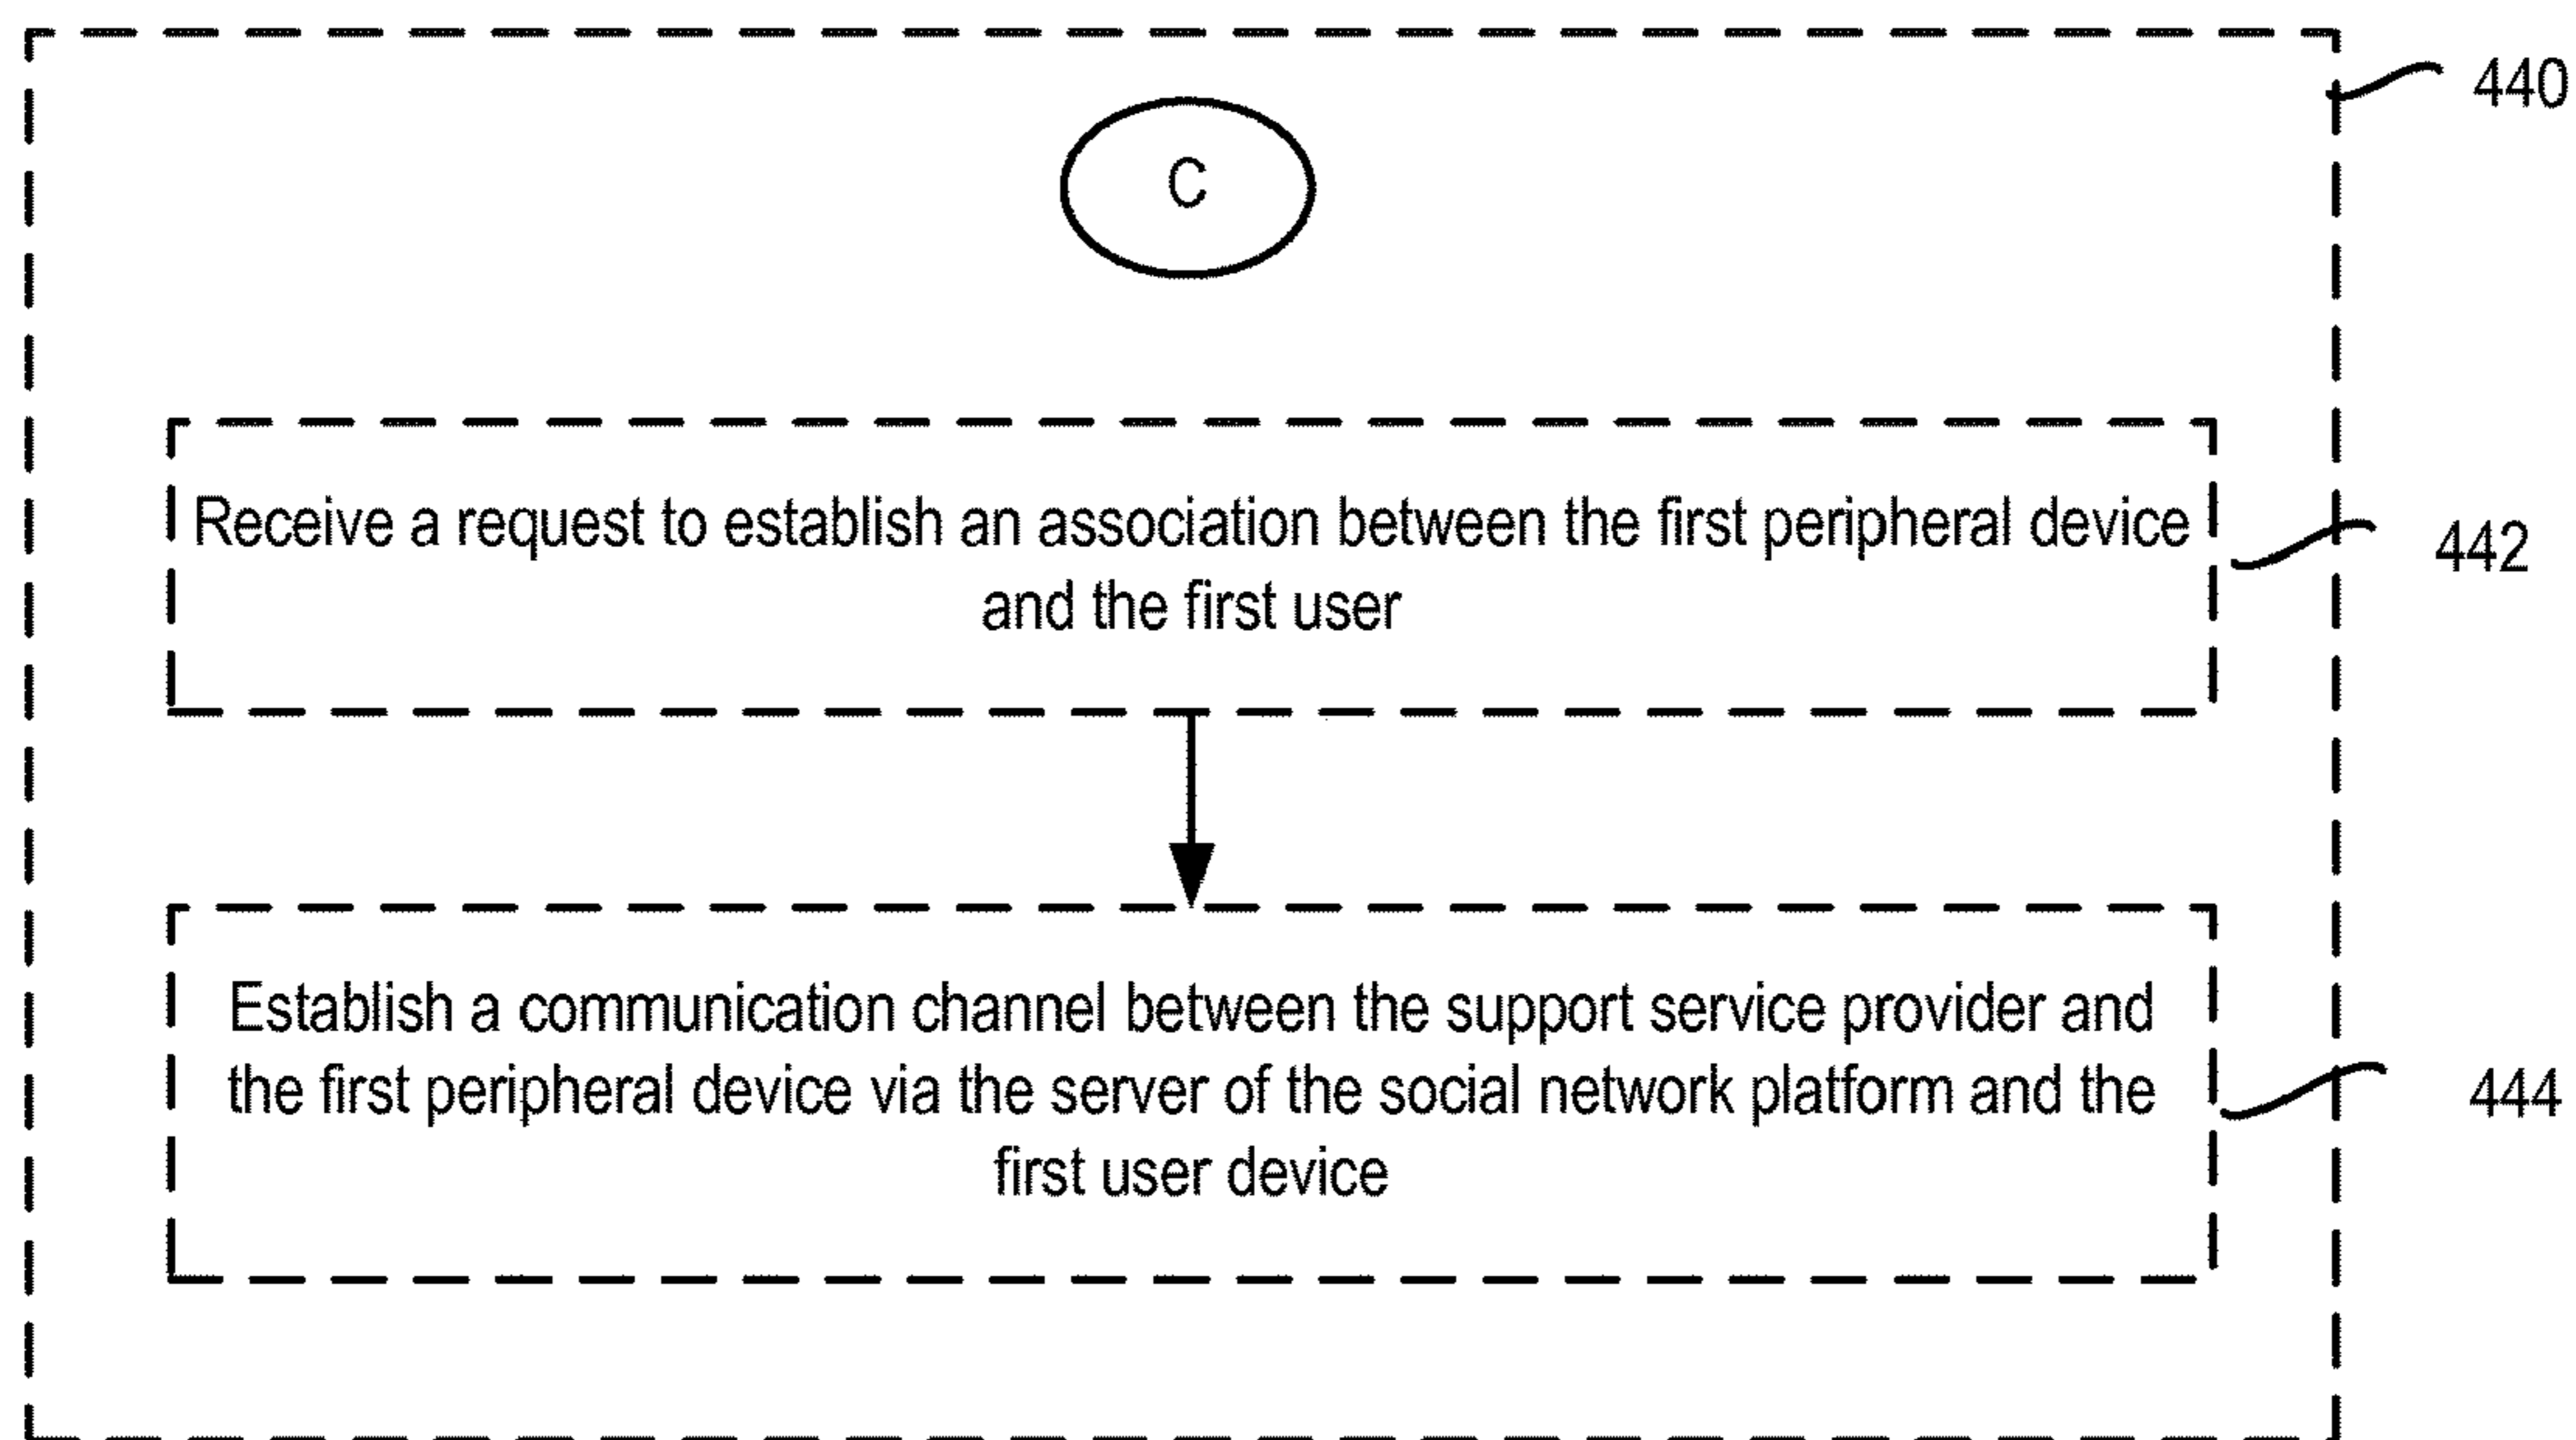 440
C
Receive a request to establish an association between the first peripheral device
and the first user
442
Establish a communication channel between the support service provider and
the first peripheral device via the server of the social network platform and the
first user device
444